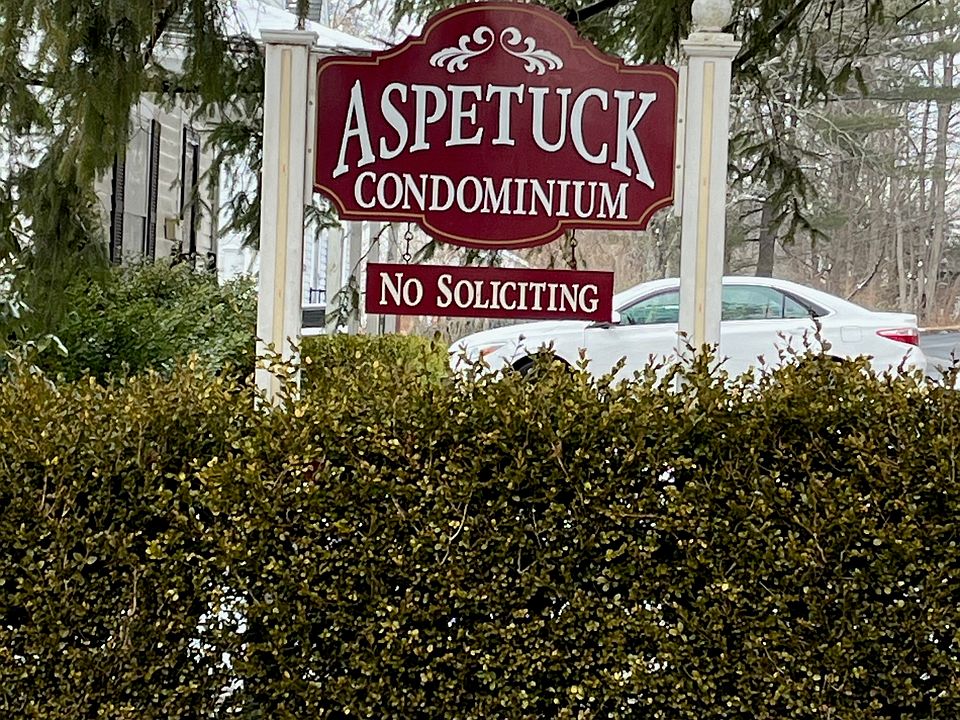 ASPETUCK
CONDOMINIUM
NO SOLICITING